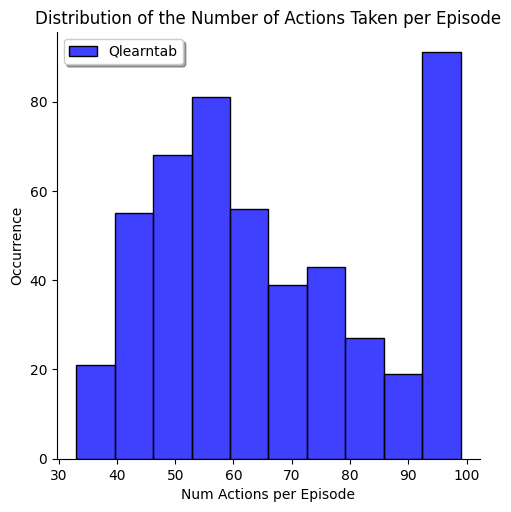 Distribution of the Number of Actions Taken per Episode
Qlearntab
80
60
40
20
0
Occurrence
30 40 50 60 70 80 90 100
Num Actions per Episode